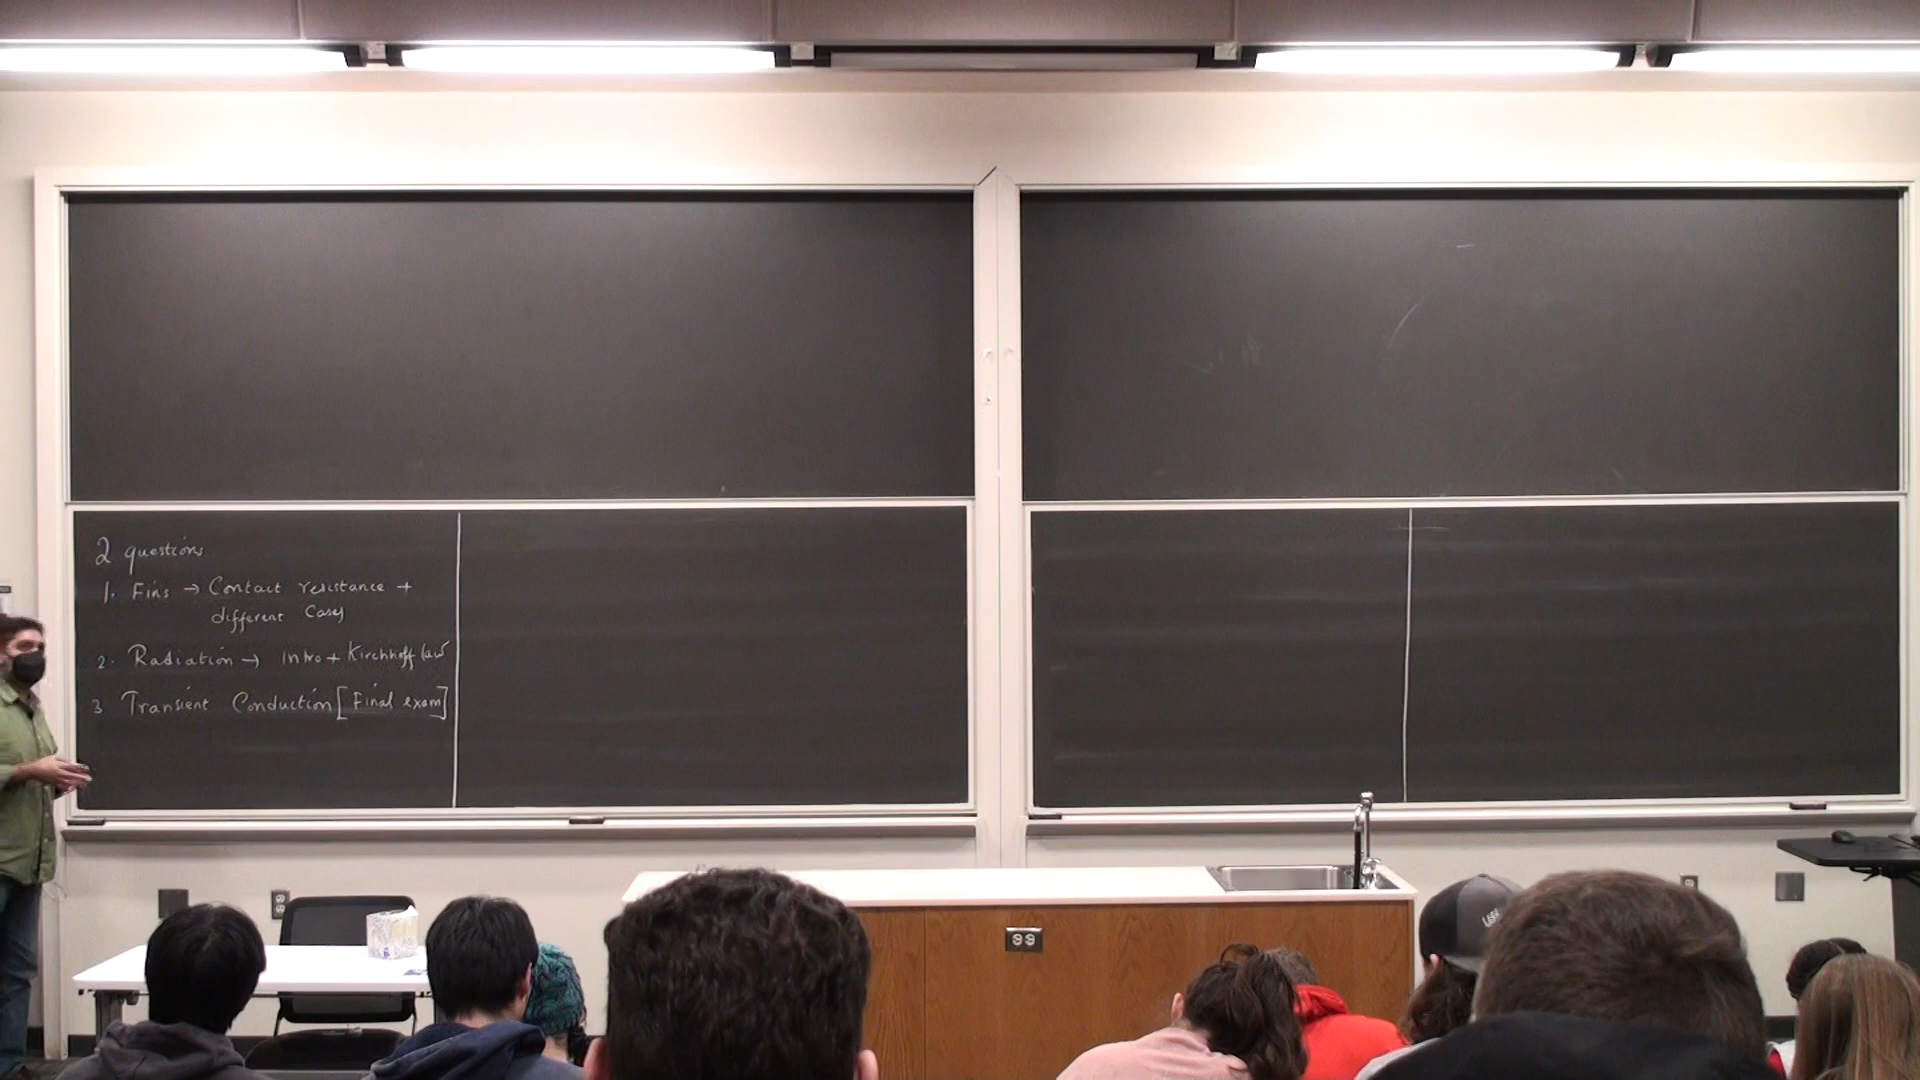 2 questions
1. Fins → Contact resistance +
different Cases
2. Radiation → Intro + Kirchhoff law
3 Transient Conduction [Final exam]